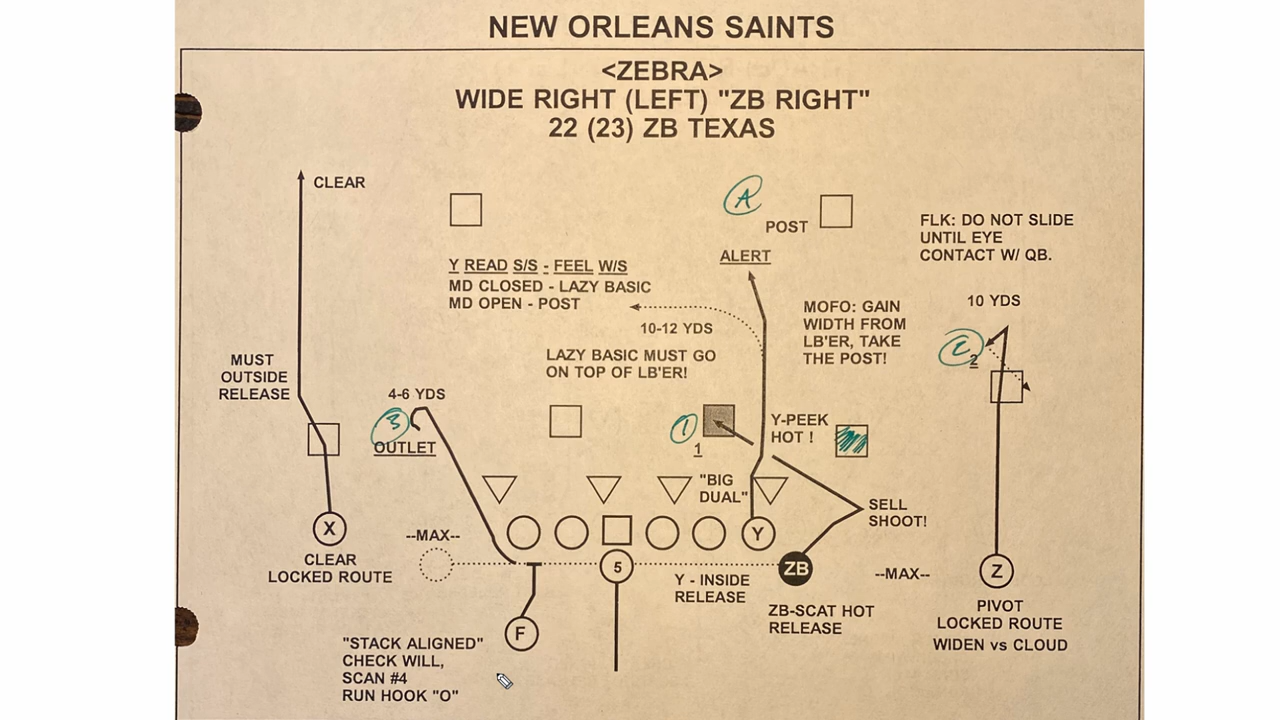 NEW ORLEANS SAINTS
<ZEBRA>
WIDE RIGHT (LEFT) "ZB RIGHT"
22 (23) ZB TEXAS
CLEAR
A
POST
ALERT
FLK: DO NOT SLIDE
UNTIL EYE
CONTACT W/ QB.
Y READ S/S - FEEL W/S
MD CLOSED - LAZY BASIC
MD OPEN - POST
10-12 YDS
LAZY BASIC MUST GO
ON TOP OF LB'ER!
MOFO: GAIN
WIDTH FROM
LB'ER, TAKE
THE POST!
10 YDS
2
2
MUST
OUTSIDE
RELEASE
4-6 YDS
3
OUTLET
1
1
Y-PEEK
HOT !
"BIG
DUAL"
SELL
SHOOT!
X
CLEAR
LOCKED ROUTE
--MAX--
Y
5
ZB
Y - INSIDE
RELEASE
--MAX--
Z
ZB-SCAT HOT
RELEASE
PIVOT
LOCKED ROUTE
WIDEN vs CLOUD
F
"STACK ALIGNED"
CHECK WILL,
SCAN #4
RUN HOOK "O"